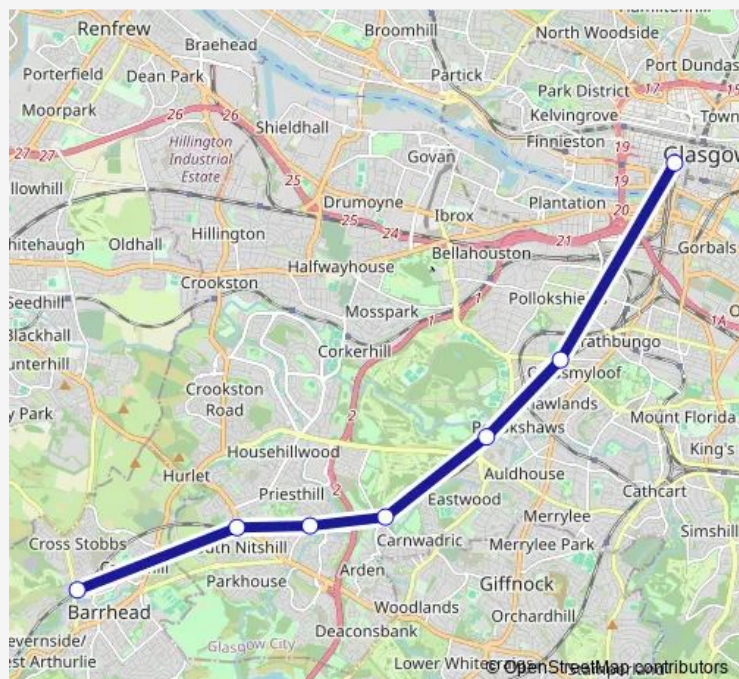 Renfrew
Braehead
Broomhill
North Woodside
Porterfield
Dean Park
Partick
Port Dundas
Park District
17
15
Moorpark
26
26
Kelvingrove
Town
Shieldhall
Finnieston
27
27
Hillington
Industrial
Estate
Govan
19
Glasgow
25
19
Drumoyne
Plantation
20
Ibrox
25
24
21
Hillington
Oldhall
Bellahouston
Gorbals
Halfwayhouse
Crookston
Mosspark
1
1
1A
Corkerhill
Crookston
Road
2
Mount Florida
Househillwood
King's
Hurlet
Auldhouse
Priesthill
2
Eastwood
Cathcart
Merrylee
Cross Stobbs
Carnwadric
Merrylee Park
Arden
Parkhouse
Giffnock
Barrhead
Woodlands
Orchardhill
Deaconsbank
Glasgow City
© OpenStreetMap contributors